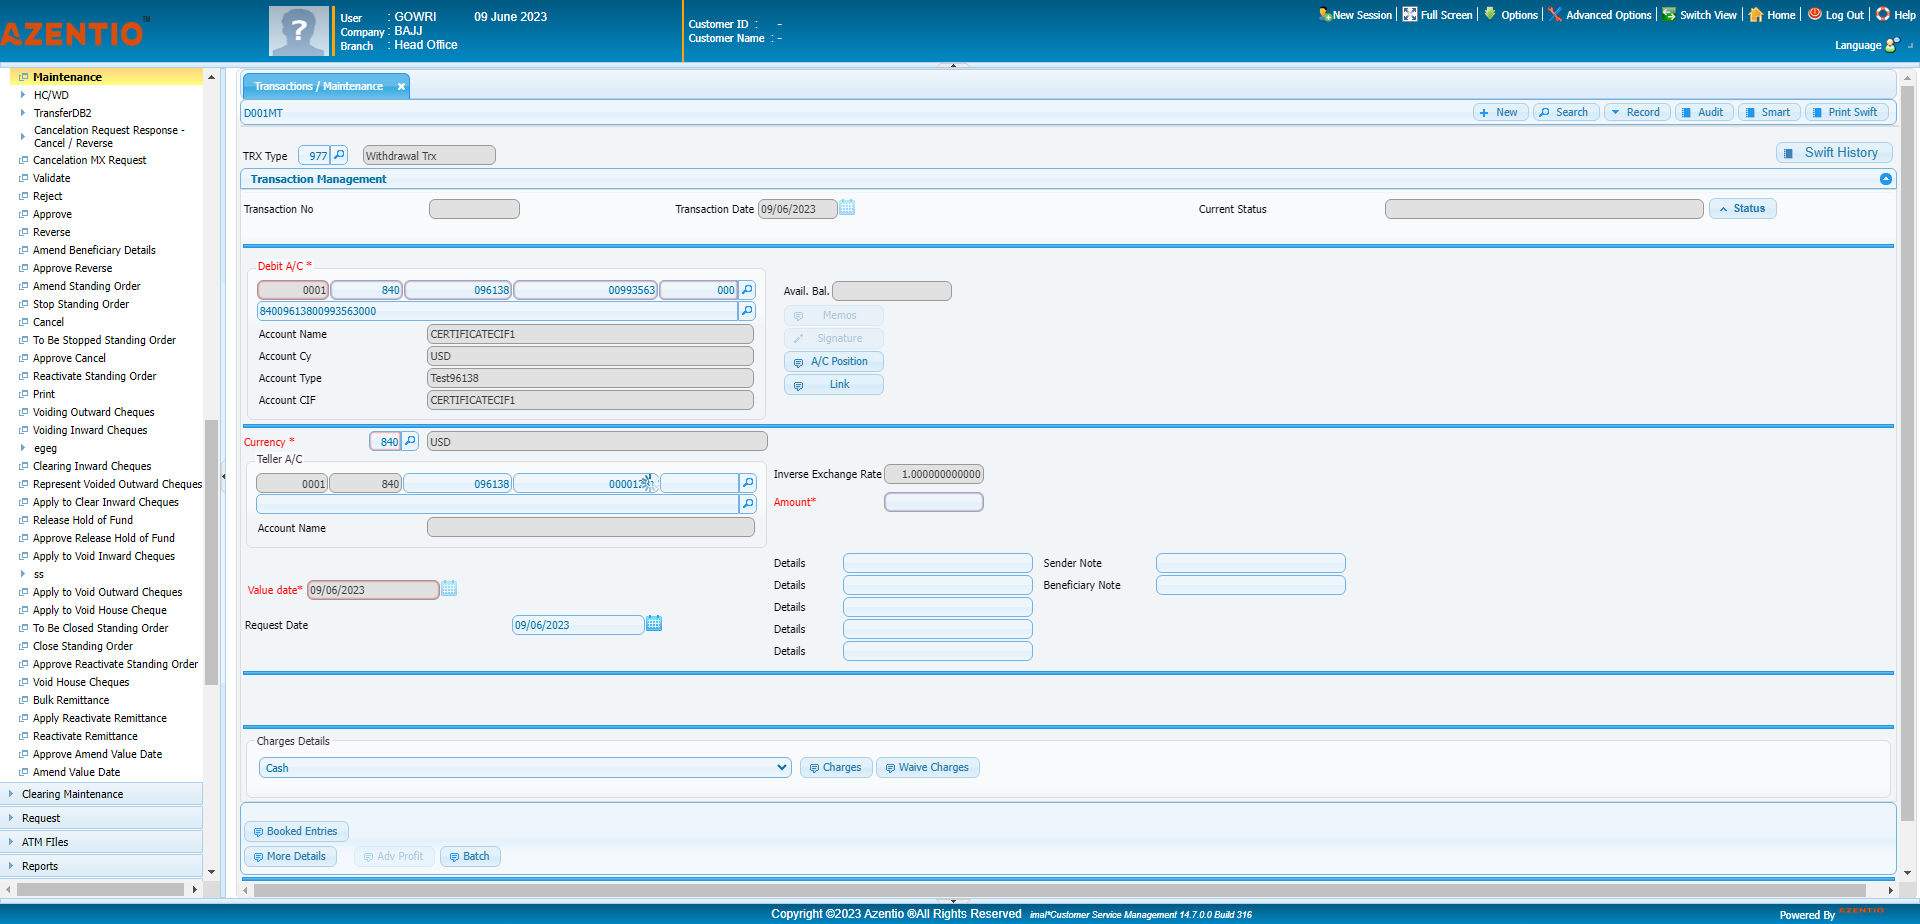 AZENTIO™
User : GOWRI 09 June 2023
Company : BAJJ
Branch : Head Office
Customer ID : -
Customer Name : -
New Session Full Screen Options Advanced Options Switch View Home Log Out Help
Language
Maintenance
HC/WD
TransferDB2
Cancelation Request Response -
Cancel / Reverse
Cancelation MX Request
Validate
Reject
Approve
Reverse
Amend Beneficiary Details
Approve Reverse
Amend Standing Order
Stop Standing Order
Cancel
To Be Stopped Standing Order
Approve Cancel
Reactivate Standing Order
Print
Voiding Outward Cheques
Voiding Inward Cheques
egeg
Clearing Inward Cheques
Represent Voided Outward Cheques
Apply to Clear Inward Cheques
Release Hold of Fund
Approve Release Hold of Fund
Apply to Void Inward Cheques
ss
Apply to Void Outward Cheques
Apply to Void House Cheque
To Be Closed Standing Order
Close Standing Order
Approve Reactivate Standing Order
Void House Cheques
Bulk Remittance
Apply Reactivate Remittance
Reactivate Remittance
Approve Amend Value Date
Amend Value Date
Clearing Maintenance
Request
ATM FIles
Reports
Transactions / Maintenance
D001MT
New Search Record Audit Smart Print Swift
TRX Type 977 Withdrawal Trx
Swift History
Transaction Management
Transaction No
Transaction Date 09/06/2023
Current Status
Status
Debit A/C *
0001 840 096138 00993563 000
84009613800993563000
Account Name CERTIFICATECIF1
Account Cy USD
Account Type Test96138
Account CIF CERTIFICATECIF1
Avail. Bal.
Memos
Signature
A/C Position
Link
Currency * 840 USD
Teller A/C
0001 840 096138
Account Name
Inverse Exchange Rate 1.000000000000
Amount*
Value date* 09/06/2023
Request Date 09/06/2023
Details
Details
Details
Details
Details
Sender Note
Beneficiary Note
Charges Details
Cash
Charges
Waive Charges
Booked Entries
More Details
Adv Profit
Batch
Copyright ©2023 Azentio ®All Rights Reserved imal*Customer Service Management 14.7.0.0 Build 316
Powered By AZENTIO